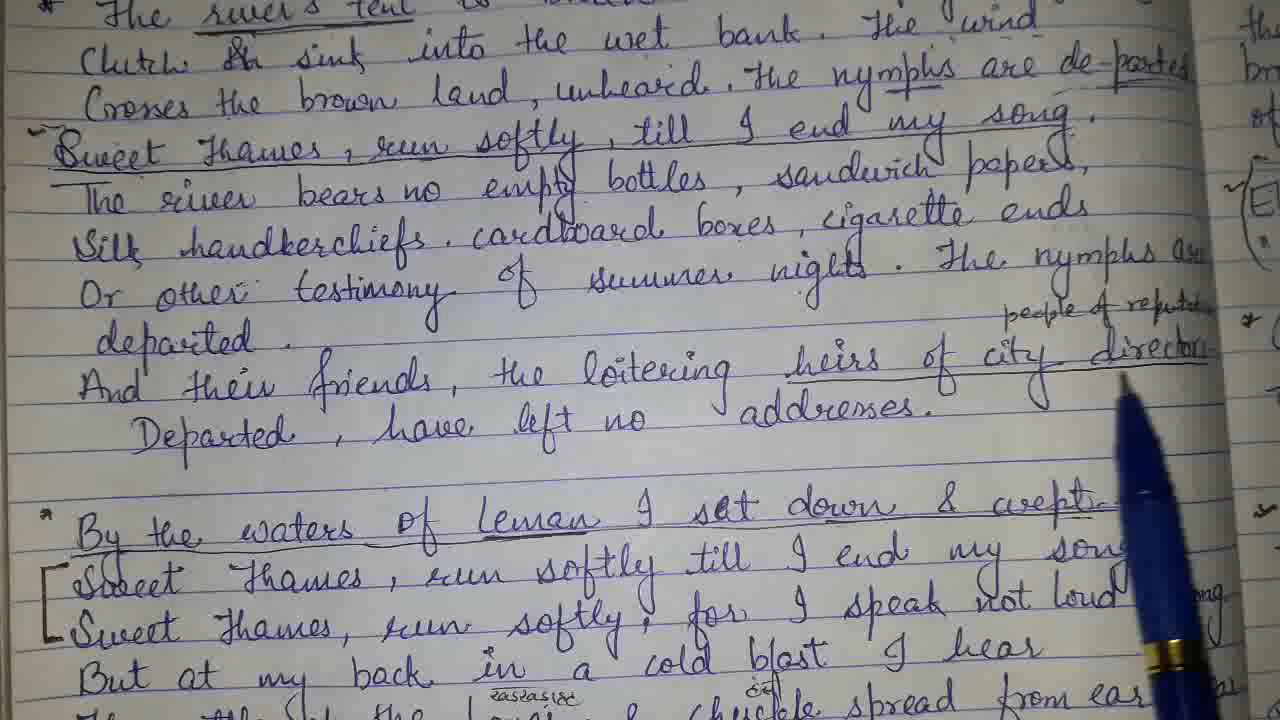 * The river's tent is
Clutch & sink into the wet bank. The wind
Crosses the brown land, unheard. The nymphs are de-parted
Sweet Thames, run softly, till I end my song.
The river bears no empty bottles, sandwich papers,
Silk handkerchiefs. cardboard boxes, cigarette ends
Or other testimony of summer nights. The nymphs are
departed.
people of
And their friends, the loitering heirs of city
Departed, have left no addresses.
* By the waters of Leman I sat down & wept.
Sweet Thames, run softly till I end my song
Sweet Thames, run softly, for I speak not loud
But at my back in a cold blast I hear
the chuckle spread from ear